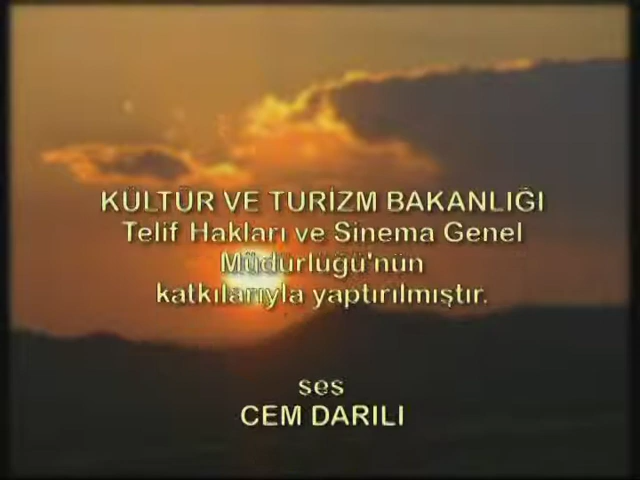 KÜLTÜR VE TURİZM BAKANLIĞI
Telif Hakları ve Sinema Genel
Müdürlüğü'nün
katkılarıyla yaptırılmıştır.
ses
CEM DARILI